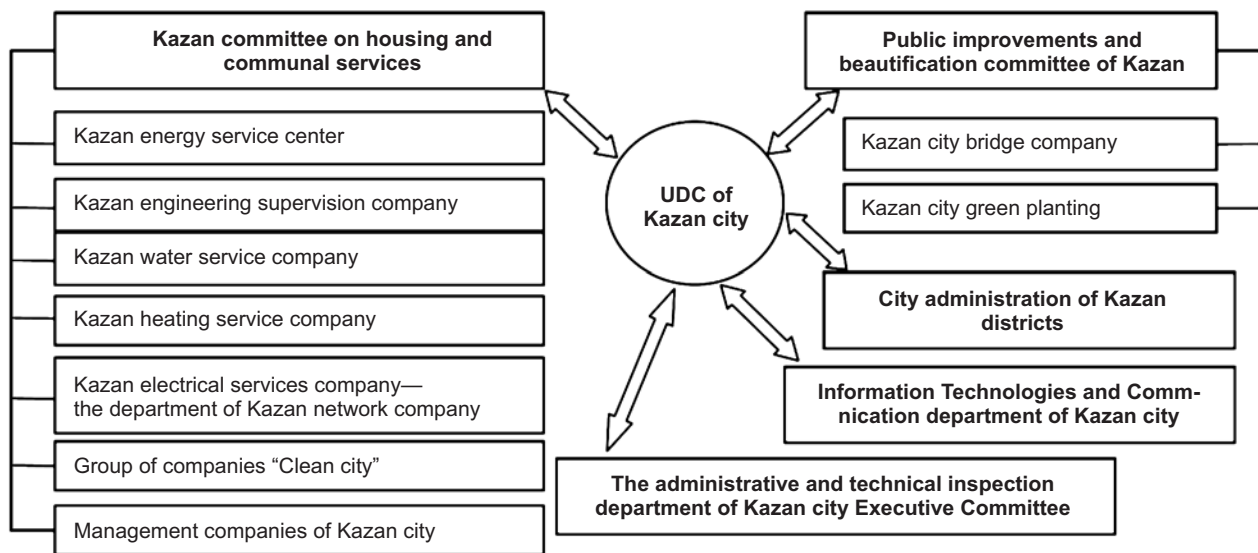 Kazan committee on housing and
communal services
Kazan energy service center
Kazan engineering supervision company
Kazan water service company
Kazan heating service company
Kazan electrical services company—
the department of Kazan network company
Group of companies “Clean city”
Management companies of Kazan city
UDC of
Kazan city
Public improvements and
beautification committee of Kazan
Kazan city bridge company
Kazan city green planting
City administration of Kazan
districts
Information Technologies and Comm-
nication department of Kazan city
The administrative and technical inspection
department of Kazan city Executive Committee